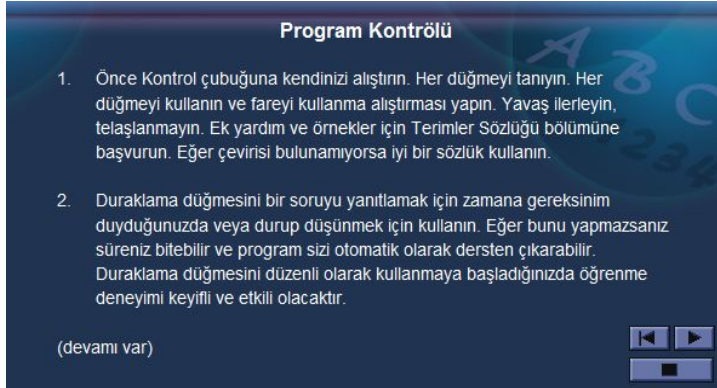 Program Kontrolü
1. Önce Kontrol çubuğuna kendinizi alıştırın. Her düğmeyi tanıyın. Her
düğmeyi kullanın ve fareyi kullanma alıştırması yapın. Yavaş ilerleyin,
telaşlanmayın. Ek yardım ve örnekler için Terimler Sözlüğü bölümüne
başvurun. Eğer çevirisi bulunamıyorsa iyi bir sözlük kullanın.
2. Duraklama düğmesini bir soruyu yanıtlamak için zamana gereksinim
duyduğunuzda veya durup düşünmek için kullanın. Eğer bunu yapmazsanız
süreniz bitebilir ve program sizi otomatik olarak dersten çıkarabilir.
Duraklama düğmesini düzenli olarak kullanmaya başladığınızda öğrenme
deneyimi keyifli ve etkili olacaktır.
(devamı var)
A B C
1234